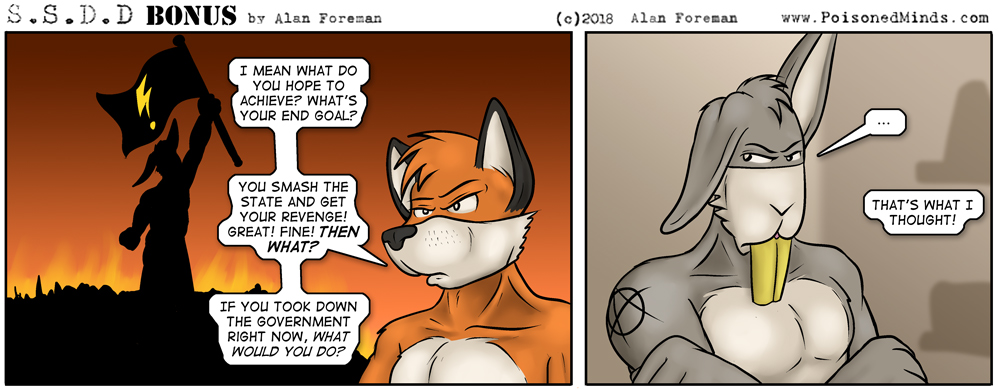 S.S.D.D BONUS by Alan Foreman (c)2018 Alan Foreman www.PoisonedMinds.com
I MEAN WHAT DO
YOU HOPE TO
ACHIEVE? WHAT'S
YOUR END GOAL?
YOU SMASH THE
STATE AND GET
YOUR REVENGE!
GREAT! FINE! THEN
WHAT?
IF YOU TOOK DOWN
THE GOVERNMENT
RIGHT NOW, WHAT
WOULD YOU DO?
...
THAT'S WHAT I
THOUGHT!